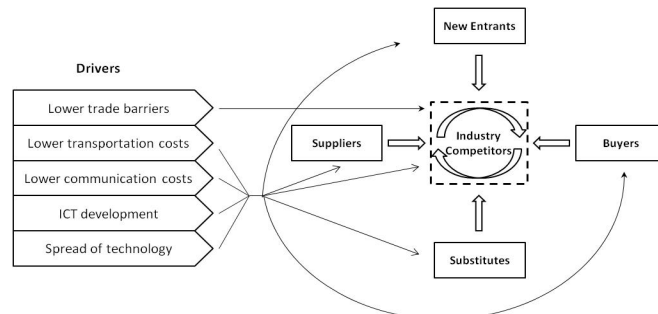 New Entrants
Drivers
Lower trade barriers
Lower transportation costs
Lower communication costs
ICT development
Spread of technology
Suppliers
Industry
Competitors
Buyers
Substitutes